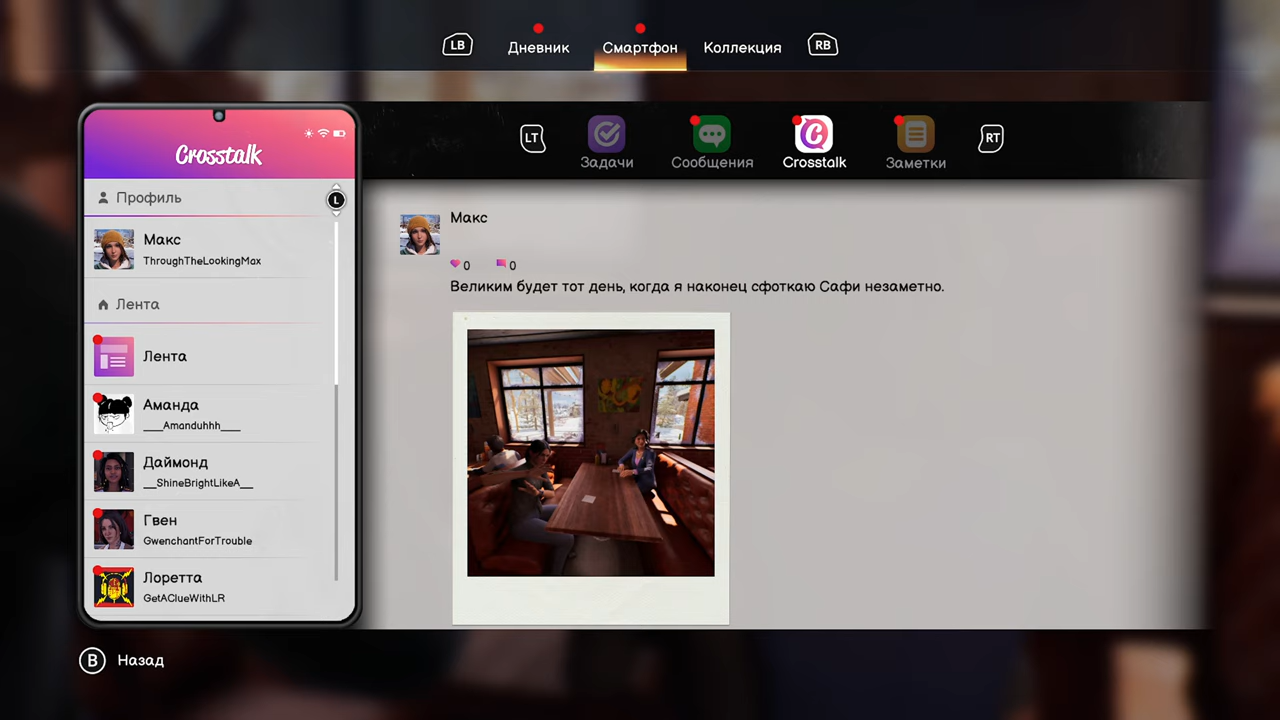 LB
Дневник
Смартфон
Коллекция
RB
Crosstalk
LT
Задачи
Сообщения
Crosstalk
Заметки
RT
Профиль
L
Макс
ThroughTheLookingMax
Лента
Лента
Аманда
___Amanduhhh___
Даймонд
__ShineBrightLikeA__
Гвен
GwenchantForTrouble
Лоретта
GetAClueWithLR
Макс
0 0
Великим будет тот день, когда я наконец сфоткаю Сафи незаметно.
B Назад